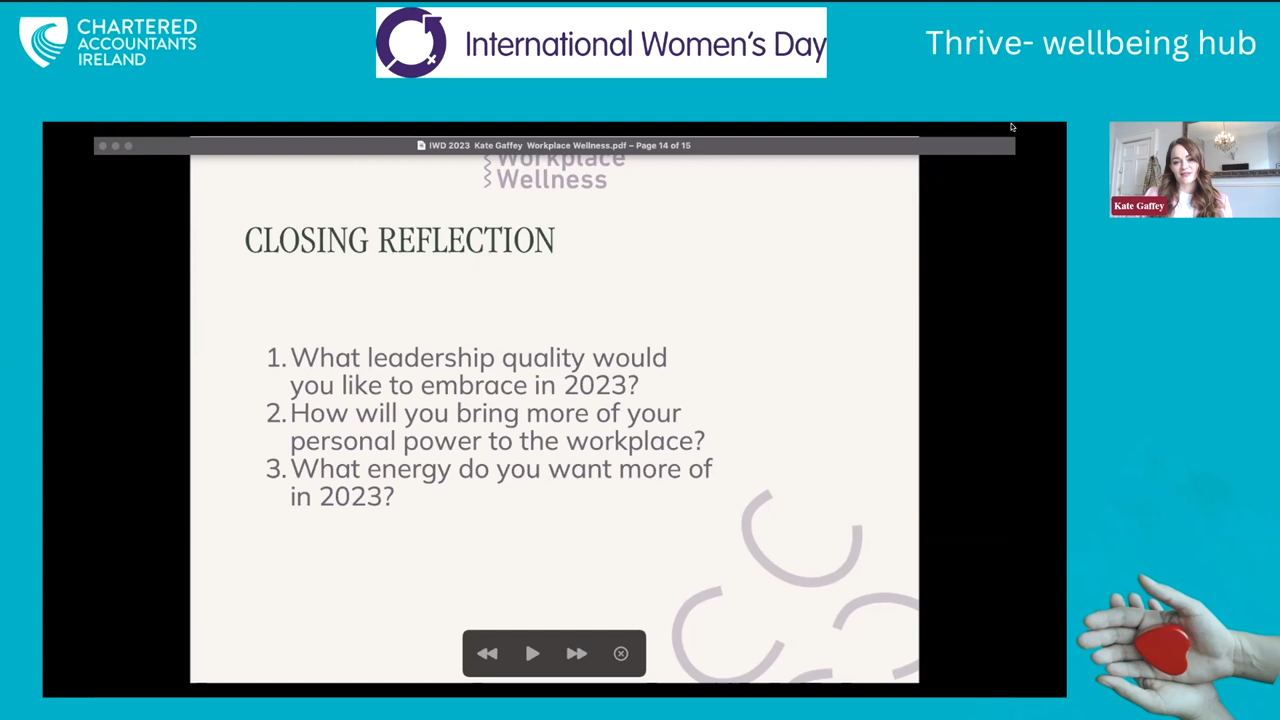 CHARTERED
ACCOUNTANTS
IRELAND
International Women's Day
Thrive- wellbeing hub
IWD 2023 Kate Gaffey Workplace Wellness.pdf – Page 14 of 15
Workplace
Wellness
Kate Gaffey
CLOSING REFLECTION
1. What leadership quality would
you like to embrace in 2023?
2. How will you bring more of your
personal power to the workplace?
3. What energy do you want more of
in 2023?